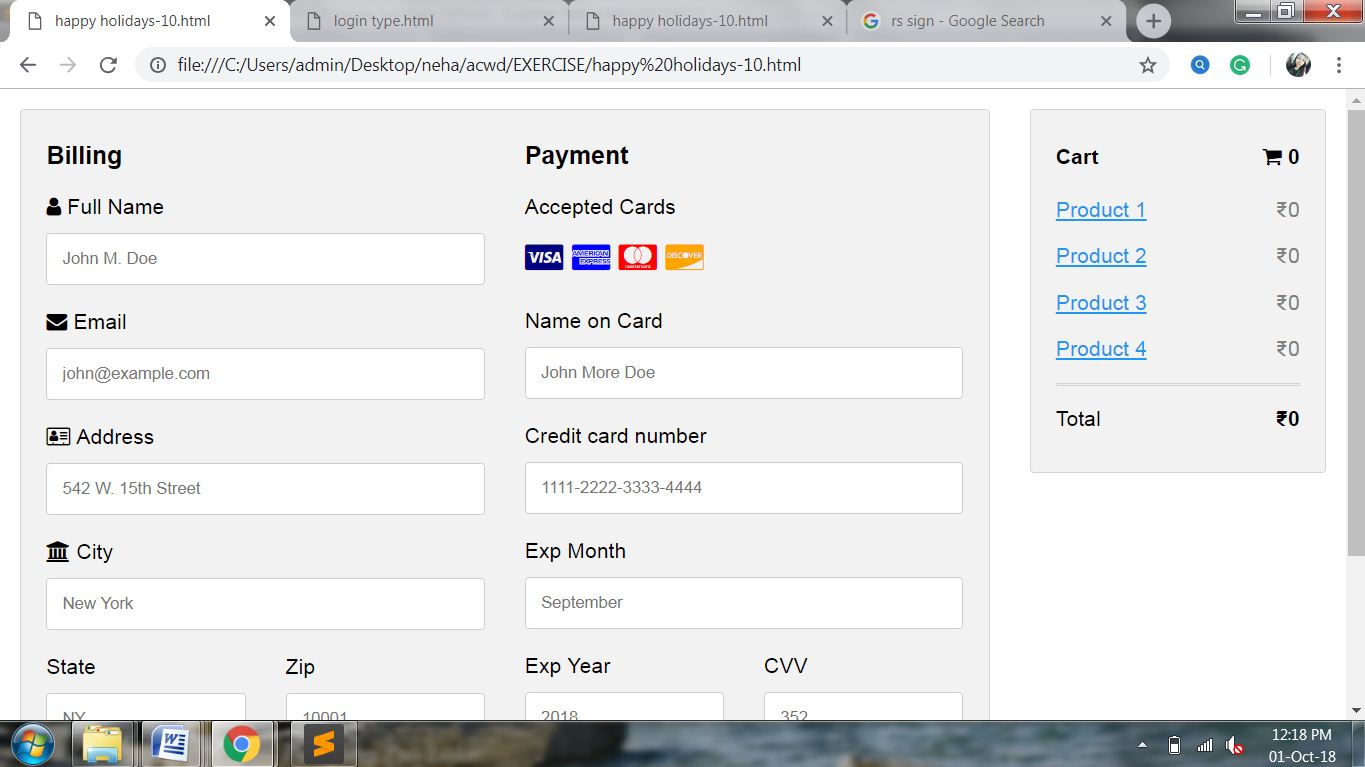 happy holidays-10.html
login type.html
happy holidays-10.html
rs sign - Google Search
file:///C:/Users/admin/Desktop/neha/acwd/EXERCISE/happy%20holidays-10.html
Billing
Full Name
John M. Doe
Email
john@example.com
Address
542 W. 15th Street
City
New York
State
Zip
NY
10001
Payment
Accepted Cards
VISA
AMERICAN EXPRESS
mastercard
DISCOVER
Name on Card
John More Doe
Credit card number
1111-2222-3333-4444
Exp Month
September
Exp Year
CVV
2018
352
Cart 0
Product 1 ₹0
Product 2 ₹0
Product 3 ₹0
Product 4 ₹0
Total ₹0
12:18 PM
01-Oct-18